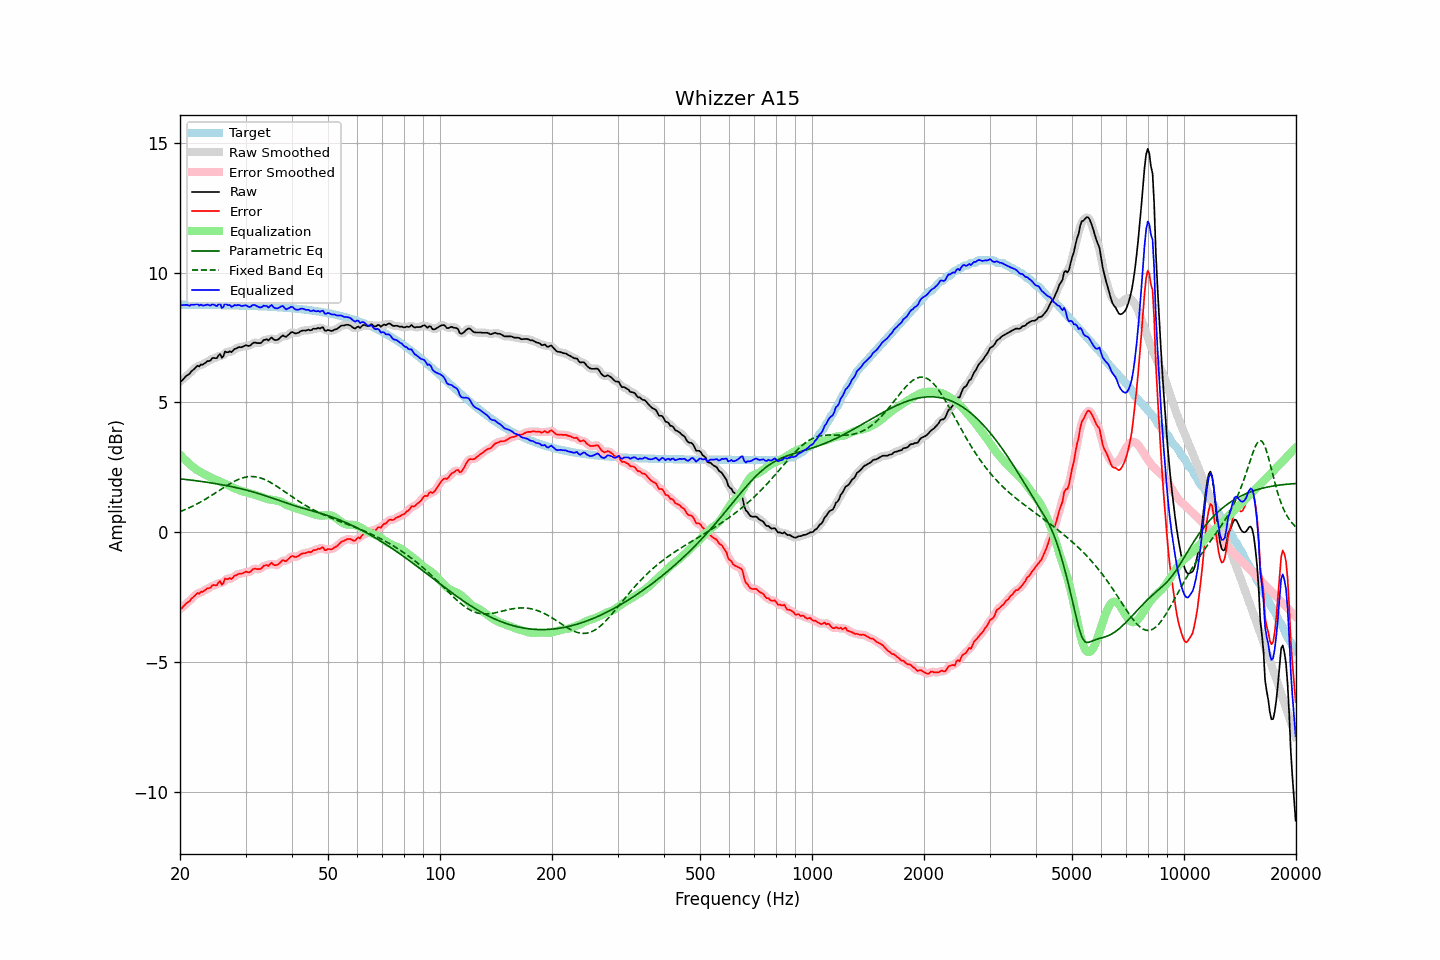 Whizzer A15
Target
Raw Smoothed
Error Smoothed
Raw
Error
Equalization
Parametric Eq
Fixed Band Eq
Equalized
15
10
5
0
−5
−10
Amplitude (dBr)
20 50 100 200 500 1000 2000 5000 10000 20000
Frequency (Hz)